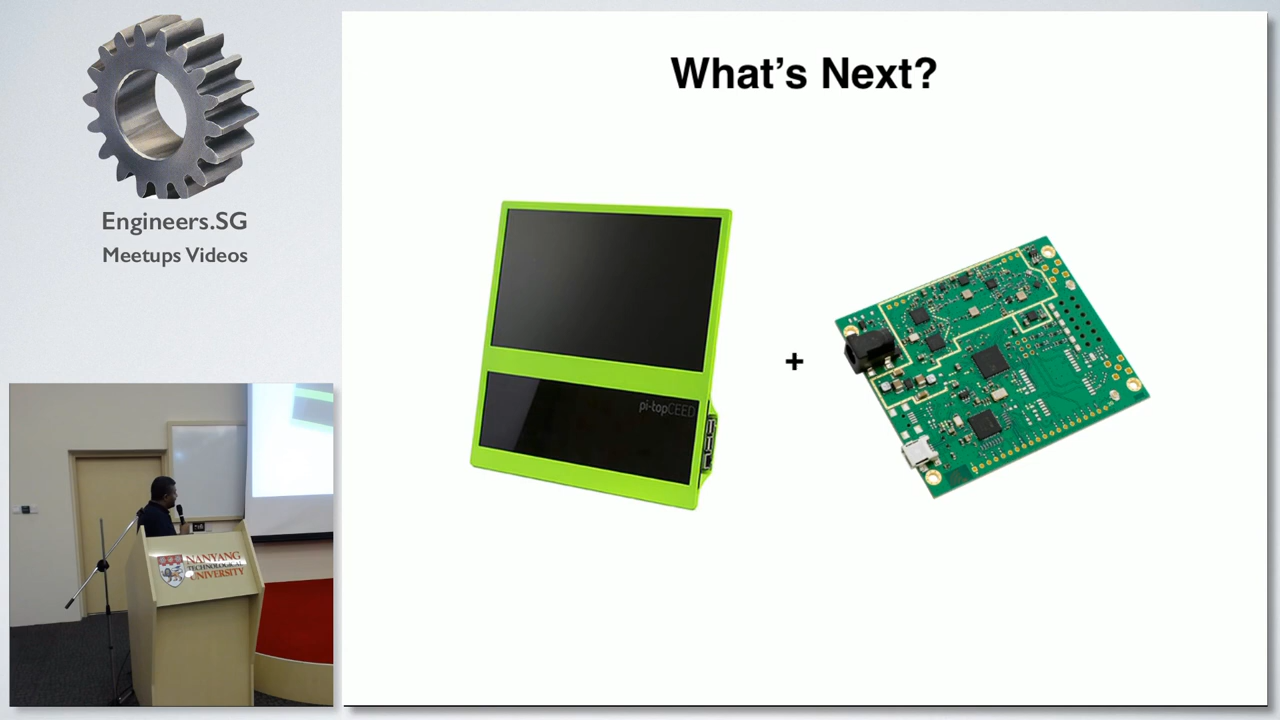 Engineers.SG
Meetups Videos
What's Next?
pi-topCEED
+
NANYANG
TECHNOLOGICAL
UNIVERSITY